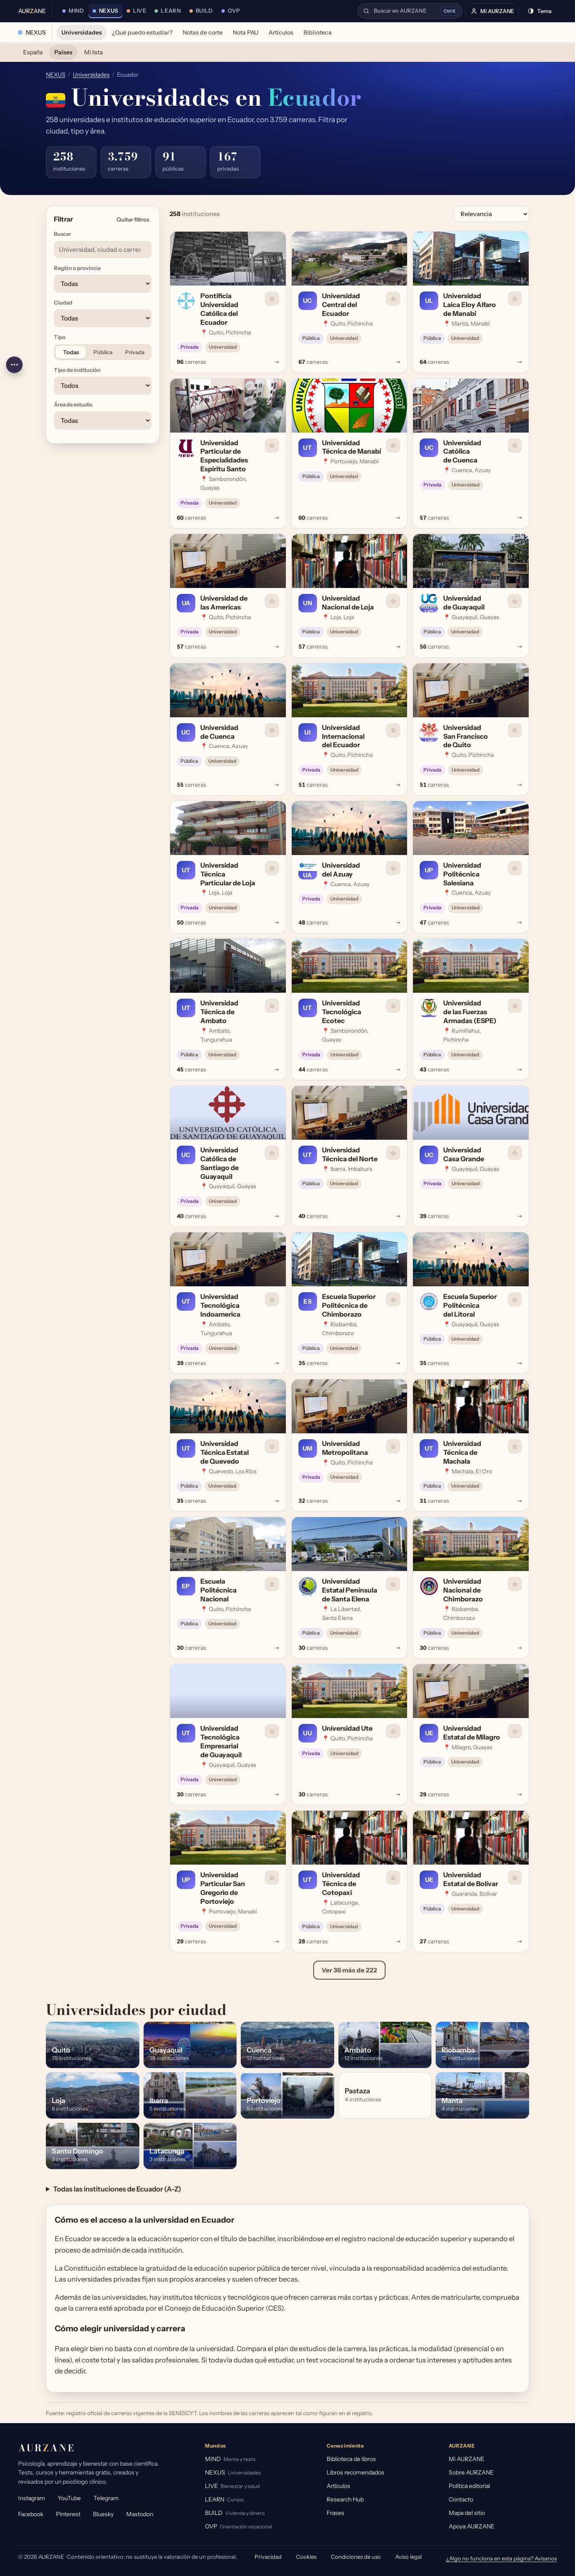 AURZANE
MIND
NEXUS
LIVE
LEARN
BUILD
OVP
Buscar en AURZANE
Ctrl K
Mi AURZANE
Tema
NEXUS
Universidades
¿Qué puedo estudiar?
Notas de corte
Nota PAU
Artículos
Biblioteca
España
Países
Mi lista
NEXUS / Universidades / Ecuador
Universidades en Ecuador
258 universidades e institutos de educación superior en Ecuador, con 3.759 carreras. Filtra por
ciudad, tipo y área.
258
instituciones
3.759
carreras
91
públicas
167
privadas
Filtrar
Quitar filtros
Buscar
Universidad, ciudad o carrer
Región o provincia
Todas
Ciudad
Todas
Tipo
Todas
Pública
Privada
Tipo de institución
Todos
Área de estudio
Todas
258 instituciones
Relevancia
Pontificia
Universidad
Católica del
Ecuador
Quito, Pichincha
Privada
Universidad
96 carreras →
UC
Universidad
Central del
Ecuador
Quito, Pichincha
Pública
Universidad
67 carreras →
UL
Universidad
Laica Eloy Alfaro
de Manabí
Manta, Manabí
Pública
Universidad
64 carreras →
Universidad
Particular de
Especialidades
Espíritu Santo
Samborondón,
Guayas
Privada
Universidad
60 carreras →
UT
Universidad
Técnica de Manabí
Portoviejo, Manabí
Pública
Universidad
60 carreras →
UC
Universidad
Católica
de Cuenca
Cuenca, Azuay
Privada
Universidad
57 carreras →
UA
Universidad de
las Americas
Quito, Pichincha
Privada
Universidad
57 carreras →
UN
Universidad
Nacional de Loja
Loja, Loja
Pública
Universidad
57 carreras →
UG
Universidad
de Guayaquil
Guayaquil, Guayas
Pública
Universidad
56 carreras →
UC
Universidad
de Cuenca
Cuenca, Azuay
Pública
Universidad
55 carreras →
UI
Universidad
Internacional
del Ecuador
Quito, Pichincha
Privada
Universidad
51 carreras →
Universidad
San Francisco
de Quito
Quito, Pichincha
Privada
Universidad
51 carreras →
UT
Universidad
Técnica
Particular de Loja
Loja, Loja
Privada
Universidad
50 carreras →
UA
Universidad
del Azuay
Cuenca, Azuay
Privada
Universidad
48 carreras →
UP
Universidad
Politécnica
Salesiana
Cuenca, Azuay
Privada
Universidad
47 carreras →
UT
Universidad
Técnica de
Ambato
Ambato,
Tungurahua
Pública
Universidad
45 carreras →
UT
Universidad
Tecnológica
Ecotec
Samborondón,
Guayas
Privada
Universidad
44 carreras →
Universidad
de las Fuerzas
Armadas (ESPE)
Rumiñahui,
Pichincha
Pública
Universidad
43 carreras →
UNIVERSIDAD CATÓLICA
DE SANTIAGO DE GUAYAQUIL
UC
Universidad
Católica de
Santiago de
Guayaquil
Guayaquil, Guayas
Privada
Universidad
40 carreras →
UT
Universidad
Técnica del Norte
Ibarra, Imbabura
Pública
Universidad
40 carreras →
Universidad
Casa Grand
UC
Universidad
Casa Grande
Guayaquil, Guayas
Privada
Universidad
39 carreras →
UT
Universidad
Tecnológica
Indoamerica
Ambato,
Tungurahua
Privada
Universidad
39 carreras →
ES
Escuela Superior
Politécnica de
Chimborazo
Riobamba,
Chimborazo
Pública
Universidad
35 carreras →
Escuela Superior
Politécnica
del Litoral
Guayaquil, Guayas
Pública
Universidad
35 carreras →
UT
Universidad
Técnica Estatal
de Quevedo
Quevedo, Los Ríos
Pública
Universidad
35 carreras →
UM
Universidad
Metropolitana
Quito, Pichincha
Privada
Universidad
32 carreras →
UT
Universidad
Técnica de
Machala
Machala, El Oro
Pública
Universidad
31 carreras →
EP
Escuela
Politécnica
Nacional
Quito, Pichincha
Pública
Universidad
30 carreras →
Universidad
Estatal Península
de Santa Elena
La Libertad,
Santa Elena
Pública
Universidad
30 carreras →
Universidad
Nacional de
Chimborazo
Riobamba,
Chimborazo
Pública
Universidad
30 carreras →
UT
Universidad
Tecnológica
Empresarial
de Guayaquil
Guayaquil, Guayas
Privada
Universidad
30 carreras →
UU
Universidad Ute
Quito, Pichincha
Privada
Universidad
30 carreras →
UE
Universidad
Estatal de Milagro
Milagro, Guayas
Pública
Universidad
29 carreras →
UP
Universidad
Particular San
Gregorio de
Portoviejo
Portoviejo, Manabí
Privada
Universidad
29 carreras →
UT
Universidad
Técnica de
Cotopaxi
Latacunga,
Cotopaxi
Pública
Universidad
28 carreras →
UE
Universidad
Estatal de Bolívar
Guaranda, Bolívar
Pública
Universidad
27 carreras →
Ver 36 más de 222
Universidades por ciudad
Quito
Guayaquil
Cuenca
13 instituciones
Ambato
12 instituciones
Riobamba
12 instituciones
Loja
8 instituciones
Ibarra
5 instituciones
Portoviejo
5 instituciones
Pastaza
4 instituciones
Manta
4 instituciones
Santo Domingo
3 instituciones
Latacunga
3 instituciones
Todas las instituciones de Ecuador (A-Z)
Cómo es el acceso a la universidad en Ecuador
En Ecuador se accede a la educación superior con el título de bachiller, inscribiéndose en el registro nacional de educación superior y superando el
proceso de admisión de cada institución.
La Constitución establece la gratuidad de la educación superior pública de tercer nivel, vinculada a la responsabilidad académica del estudiante.
Las universidades privadas fijan sus propios aranceles y suelen ofrecer becas.
Además de las universidades, hay institutos técnicos y tecnológicos que ofrecen carreras más cortas y prácticas. Antes de matricularte, comprueba
que la carrera esté aprobada por el Consejo de Educación Superior (CES).
Cómo elegir universidad y carrera
Para elegir bien no basta con el nombre de la universidad. Compara el plan de estudios de la carrera, las prácticas, la modalidad (presencial o en
línea), el coste total y las salidas profesionales. Si todavía dudas qué estudiar, un test vocacional te ayuda a ordenar tus intereses y aptitudes antes
de decidir.
Fuente: registro oficial de carreras vigentes de la SENESCYT. Los nombres de las carreras aparecen tal como figuran en el registro.
AURZANE
Psicología, aprendizaje y bienestar con base científica.
Tests, cursos y herramientas gratis, creados y
revisados por un psicólogo clínico.
Instagram
YouTube
Telegram
Facebook
Pinterest
Bluesky
Mastodon
Mundos
MIND Mente y tests
NEXUS Universidades
LIVE Bienestar y salud
LEARN Cursos
BUILD Vivienda y dinero
OVP Orientación vocacional
Conocimiento
Biblioteca de libros
Libros recomendados
Artículos
Research Hub
Frases
AURZANE
Mi AURZANE
Sobre AURZANE
Política editorial
Contacto
Mapa del sitio
Apoya AURZANE
© 2026 AURZANE · Contenido orientativo: no sustituye la valoración de un profesional.
Privacidad
Cookies
Condiciones de uso
Aviso legal
¿Algo no funciona en esta página? Avísanos